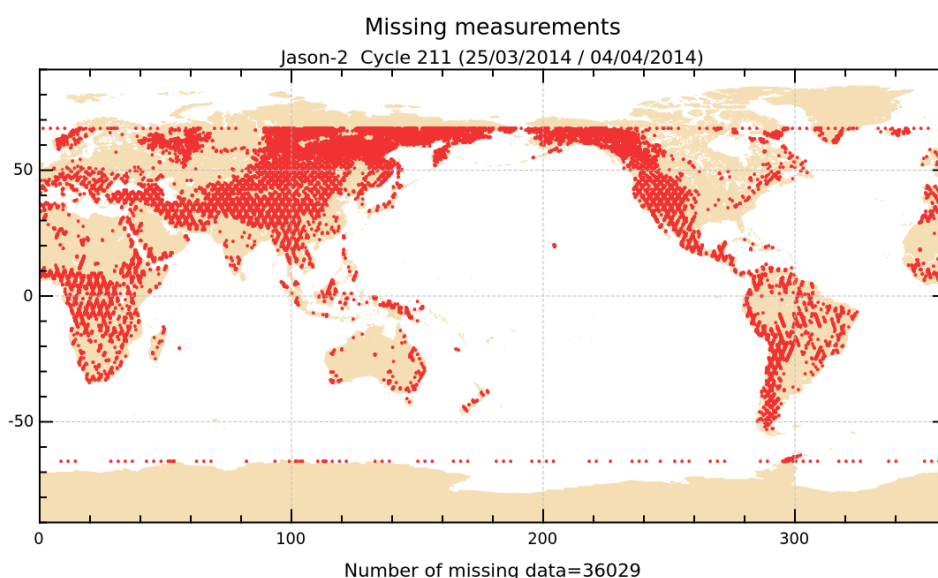 Missing measurements
Jason-2 Cycle 211 (25/03/2014 / 04/04/2014)
50
0
-50
0 100 200 300
Number of missing data=36029